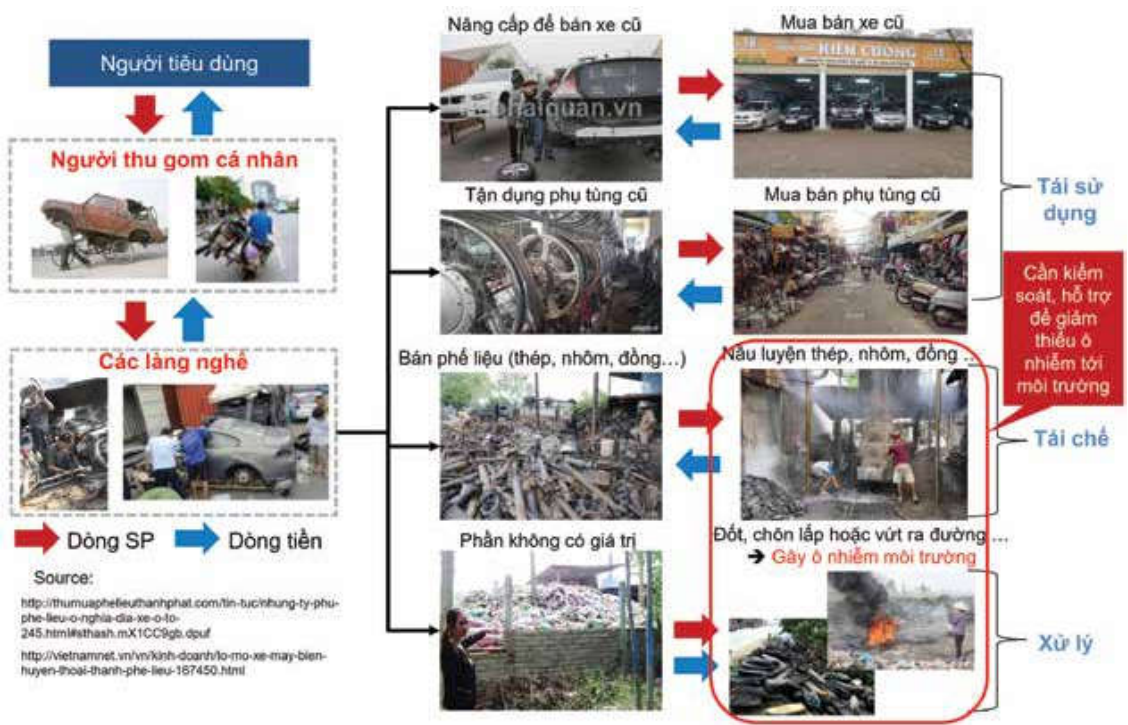 Người tiêu dùng
Người thu gom cá nhân
Các làng nghề
Dòng SP
Dòng tiền
Source:
http://thumuaphelieuthanhphat.com/tin-tuc/nhung-ty-phu-
phe-lieu-o-nghia-dia-xe-o-to-
245.html#sthash.mX1CC9gb.dpuf
http://vietnamnet.vn/vn/kinh-doanh/lo-mo-xe-may-bien-
huyen-thoai-thanh-phe-lieu-167450.html
Nâng cấp để bán xe cũ
haiquan.vn
Mua bán xe cũ
KIÊN CƯỜNG
Tận dụng phụ tùng cũ
Mua bán phụ tùng cũ
Tái sử
dụng
Bán phế liệu (thép, nhôm, đồng…)
Nấu luyện thép, nhôm, đồng ...
Cần kiểm
soát, hỗ trợ
để giảm
thiểu ô
nhiễm tới
môi trường
Tái chế
Phần không có giá trị
Đốt, chôn lấp hoặc vứt ra đường ...
➔ Gây ô nhiễm môi trường
Xử lý